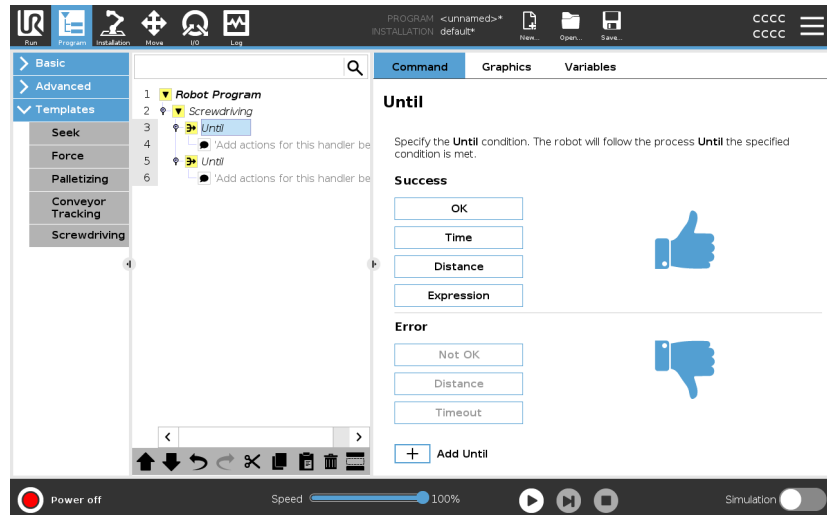 PROGRAM <unnamed>*
INSTALLATION default*
Run
Program
Installation
Move
I/O
Log
New...
Open...
Save...
CCCC
CCCC
Basic
Advanced
Templates
Seek
Force
Palletizing
Conveyor
Tracking
Screwdriving
1 Robot Program
2 Screwdriving
3 Until
4 'Add actions for this handler be
5 Until
6 'Add actions for this handler be
Command Graphics Variables
Until
Specify the Until condition. The robot will follow the process Until the specified
condition is met.
Success
OK
Time
Distance
Expression
Error
Not OK
Distance
Timeout
Add Until
Power off
Speed 100%
Simulation